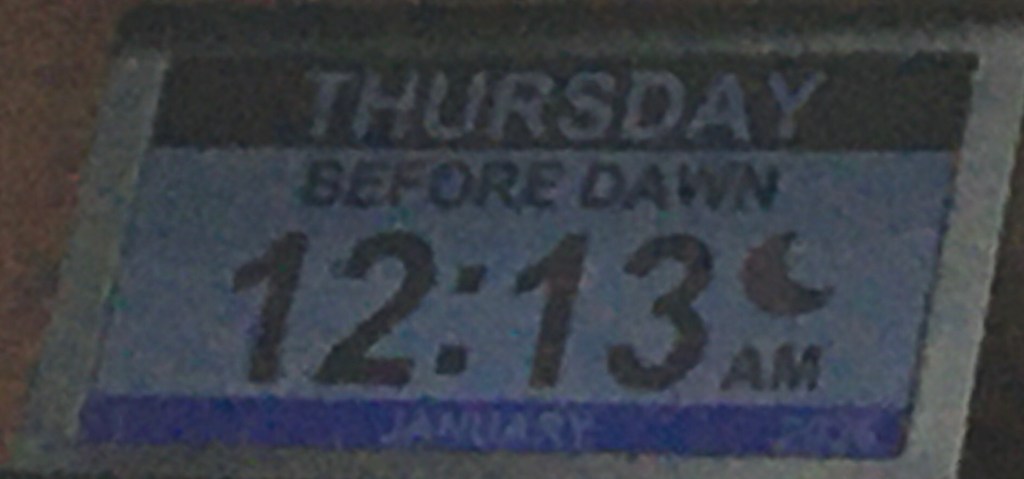 THURSDAY
BEFORE DAWN
12:13 AM
JANUARY